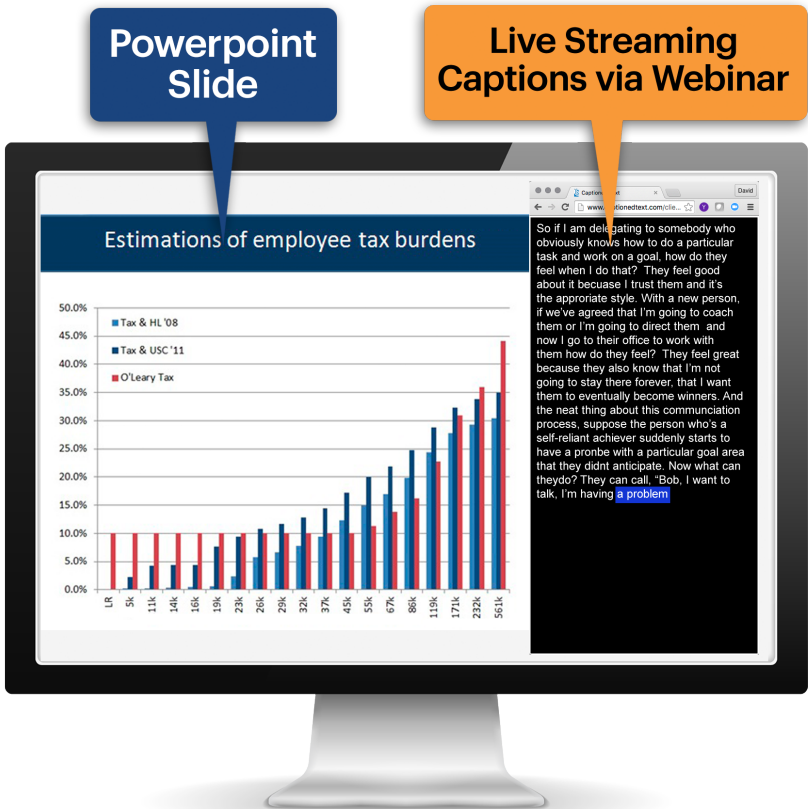 Powerpoint
Slide
Live Streaming
Captions via Webinar
Estimations of employee tax burdens
50.0%
45.0%
40.0%
35.0%
30.0%
25.0%
20.0%
15.0%
10.0%
5.0%
0.0%
Tax & HL '08
Tax & USC '11
O'Leary Tax
LR 5k 11k 14k 16k 19k 23k 26k 29k 32k 37k 45k 55k 67k 86k 119k 171k 232k 561k
David
So if I am delegating to somebody who
obviously knows how to do a particular
task and work on a goal, how do they
feel when I do that?  They feel good
about it becuase I trust them and it's
the approriate style. With a new person,
if we've agreed that I'm going to coach
them or I'm going to direct them  and
now I go to their office to work with
them how do they feel?  They feel great
because they also know that I'm not
going to stay there forever, that I want
them to eventually become winners. And
the neat thing about this communciation
process, suppose the person who's a
self-reliant achiever suddenly starts to
have a pronbe with a particular goal area
that they didnt anticipate. Now what can
theydo? They can call, "Bob, I want to
talk, I'm having a problem